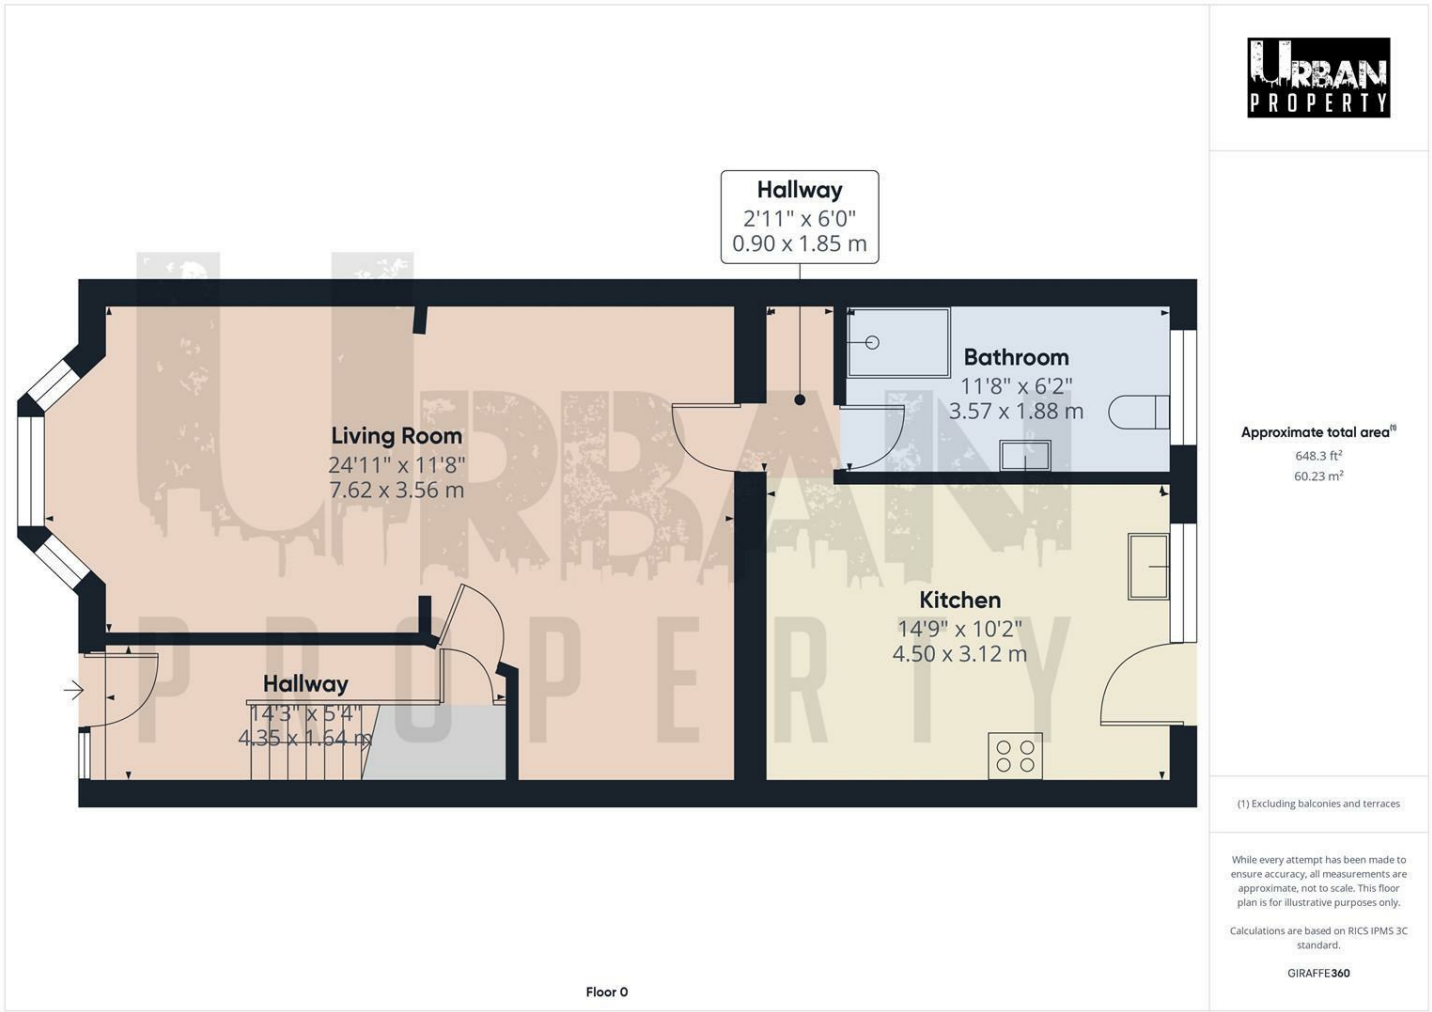 URBAN
PROPERTY
Hallway
2'11" x 6'0"
0.90 x 1.85 m
Bathroom
11'8" x 6'2"
3.57 x 1.88 m
Living Room
24'11" x 11'8"
7.62 x 3.56 m
Kitchen
14'9" x 10'2"
4.50 x 3.12 m
Hallway
14'3" x 5'4"
4.35 x 1.64 m
URBAN
PROPERTY
Floor 0
Approximate total area(1)
648.3 ft²
60.23 m²
(1) Excluding balconies and terraces
While every attempt has been made to
ensure accuracy, all measurements are
approximate, not to scale. This floor
plan is for illustrative purposes only.
Calculations are based on RICS IPMS 3C
standard.
GIRAFFE360